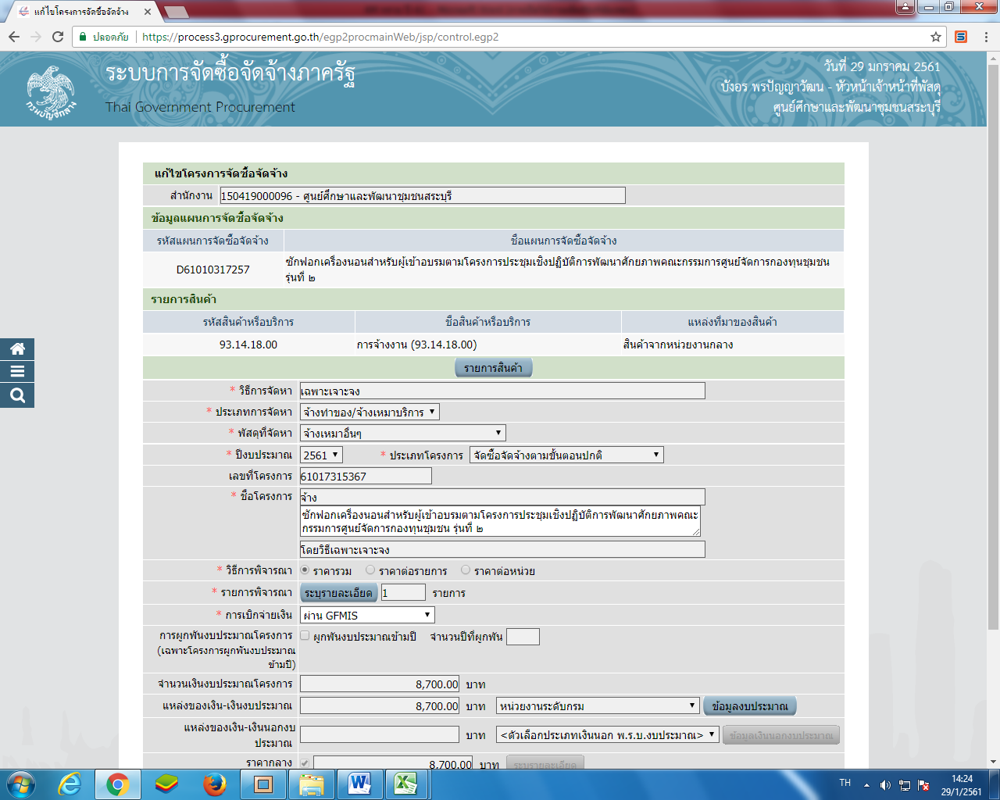 แก้ไขโครงการจัดซื้อจัดจ้าง
ปลอดภัย https://process3.gprocurement.go.th/egp2procmainWeb/jsp/control.egp2
ระบบการจัดซื้อจัดจ้างภาครัฐ
Thai Government Procurement
กรมบัญชีกลาง
วันที่ 29 มกราคม 2561
บังอร พรปัญญาวัฒน - หัวหน้าเจ้าหน้าที่พัสดุ
ศูนย์ศึกษาและพัฒนาชุมชนสระบุรี
แก้ไขโครงการจัดซื้อจัดจ้าง
สำนักงาน 150419000096 - ศูนย์ศึกษาและพัฒนาชุมชนสระบุรี
ข้อมูลแผนการจัดซื้อจัดจ้าง
รหัสแผนการจัดซื้อจัดจ้าง ชื่อแผนการจัดซื้อจัดจ้าง
D61010317257 ซักฟอกเครื่องนอนสำหรับผู้เข้าอบรมตามโครงการประชุมเชิงปฏิบัติการพัฒนาศักยภาพคณะกรรมการศูนย์จัดการกองทุนชุมชน
รุ่นที่ ๒
รายการสินค้า
รหัสสินค้าหรือบริการ ชื่อสินค้าหรือบริการ แหล่งที่มาของสินค้า
93.14.18.00 การจ้างงาน (93.14.18.00) สินค้าจากหน่วยงานกลาง
รายการสินค้า
* วิธีการจัดหา เฉพาะเจาะจง
* ประเภทการจัดหา จ้างทำของ/จ้างเหมาบริการ
* พัสดุที่จัดหา จ้างเหมาอื่นๆ
* ปีงบประมาณ 2561 * ประเภทโครงการ จัดซื้อจัดจ้างตามขั้นตอนปกติ
เลขที่โครงการ 61017315367
* ชื่อโครงการ จ้าง
ซักฟอกเครื่องนอนสำหรับผู้เข้าอบรมตามโครงการประชุมเชิงปฏิบัติการพัฒนาศักยภาพคณะ
กรรมการศูนย์จัดการกองทุนชุมชน รุ่นที่ ๒
โดยวิธีเฉพาะเจาะจง
* วิธีการพิจารณา ราคารวม ราคาต่อรายการ ราคาต่อหน่วย
* รายการพิจารณา ระบุรายละเอียด 1 รายการ
* การเบิกจ่ายเงิน ผ่าน GFMIS
การผูกพันงบประมาณโครงการ ผูกพันงบประมาณข้ามปี จำนวนปีที่ผูกพัน
(เฉพาะโครงการผูกพันงบประมาณ
ข้ามปี)
จำนวนเงินงบประมาณโครงการ 8,700.00 บาท
แหล่งของเงิน-เงินงบประมาณ 8,700.00 บาท หน่วยงานระดับกรม ข้อมูลงบประมาณ
แหล่งของเงิน-เงินนอกงบ
ประมาณ บาท <ตัวเลือกประเภทเงินนอก พ.ร.บ.งบประมาณ> ข้อมูลเงินนอกงบประมาณ
ราคากลาง 8,700.00 บาท ระบุรายละเอียด
TH 14:24
29/1/2561